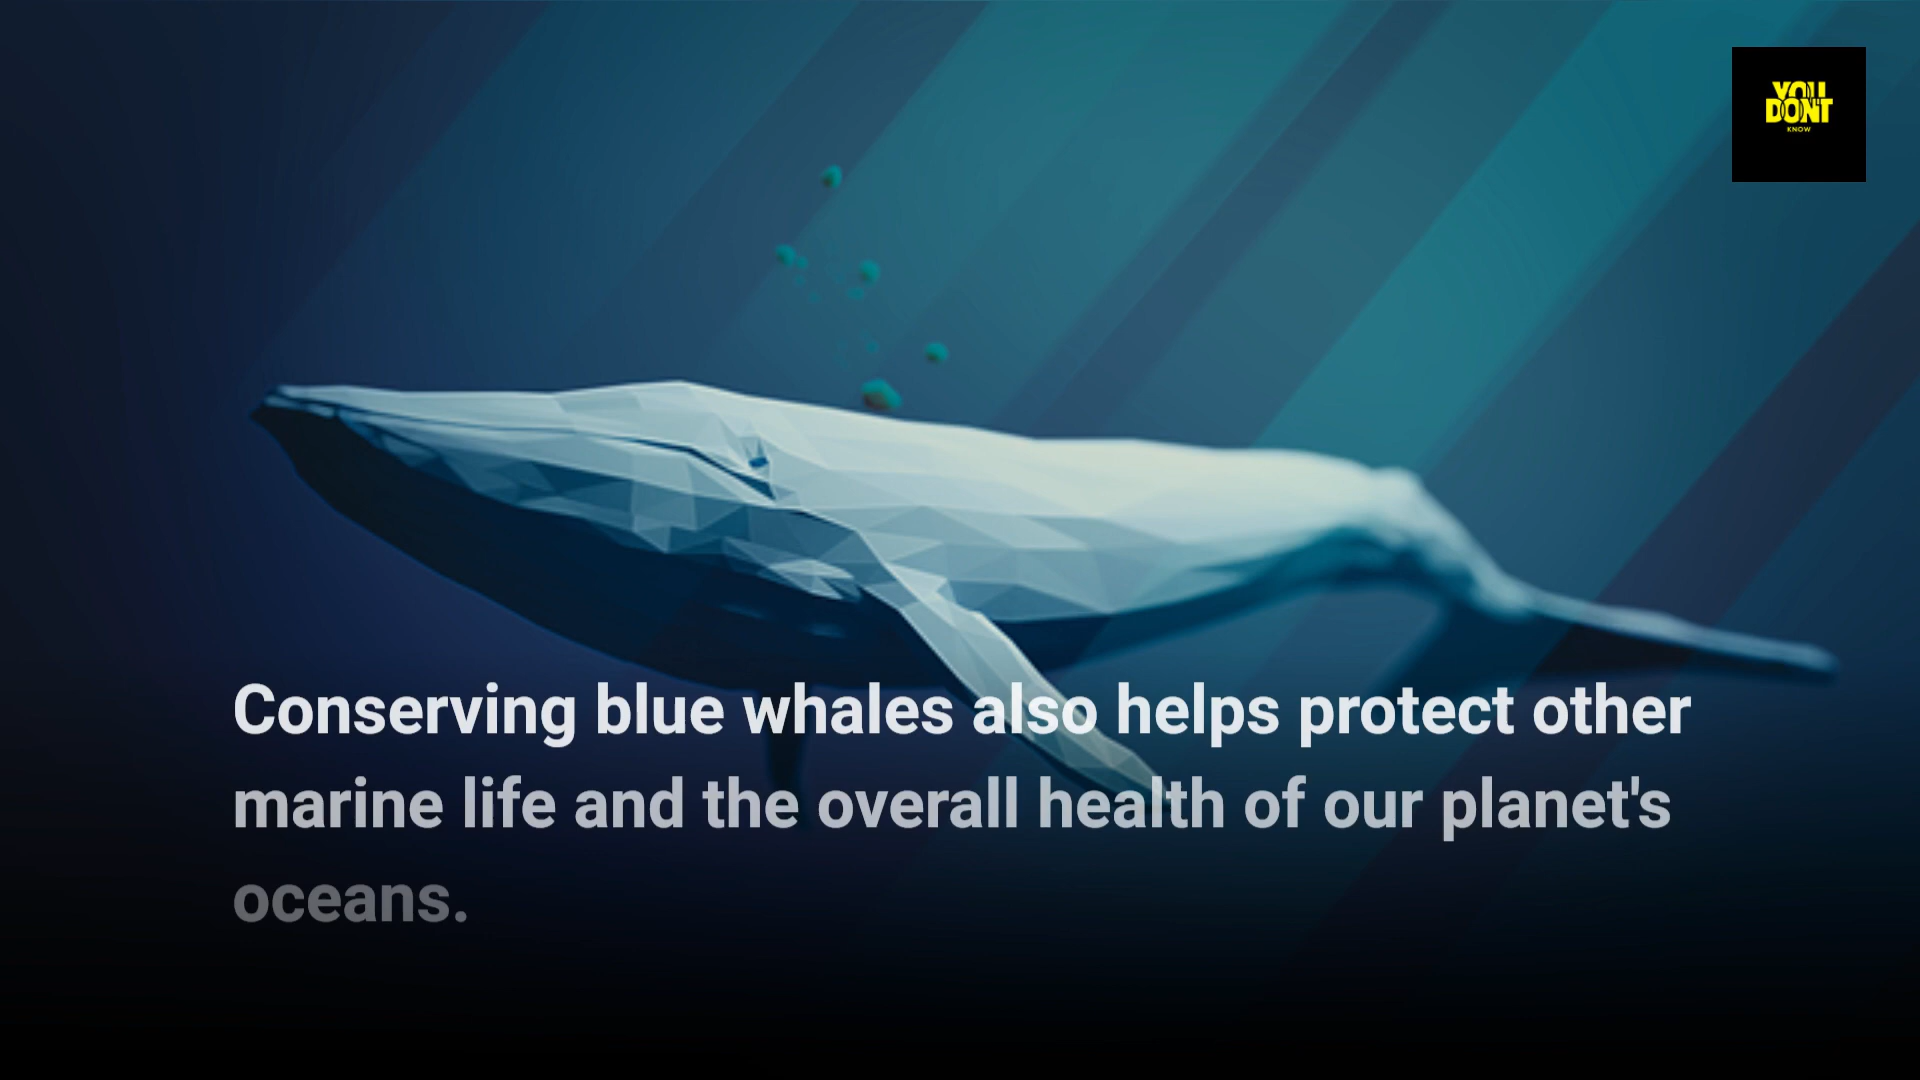 YOU
DON'T
KNOW
Conserving blue whales also helps protect other
marine life and the overall health of our planet's
oceans.